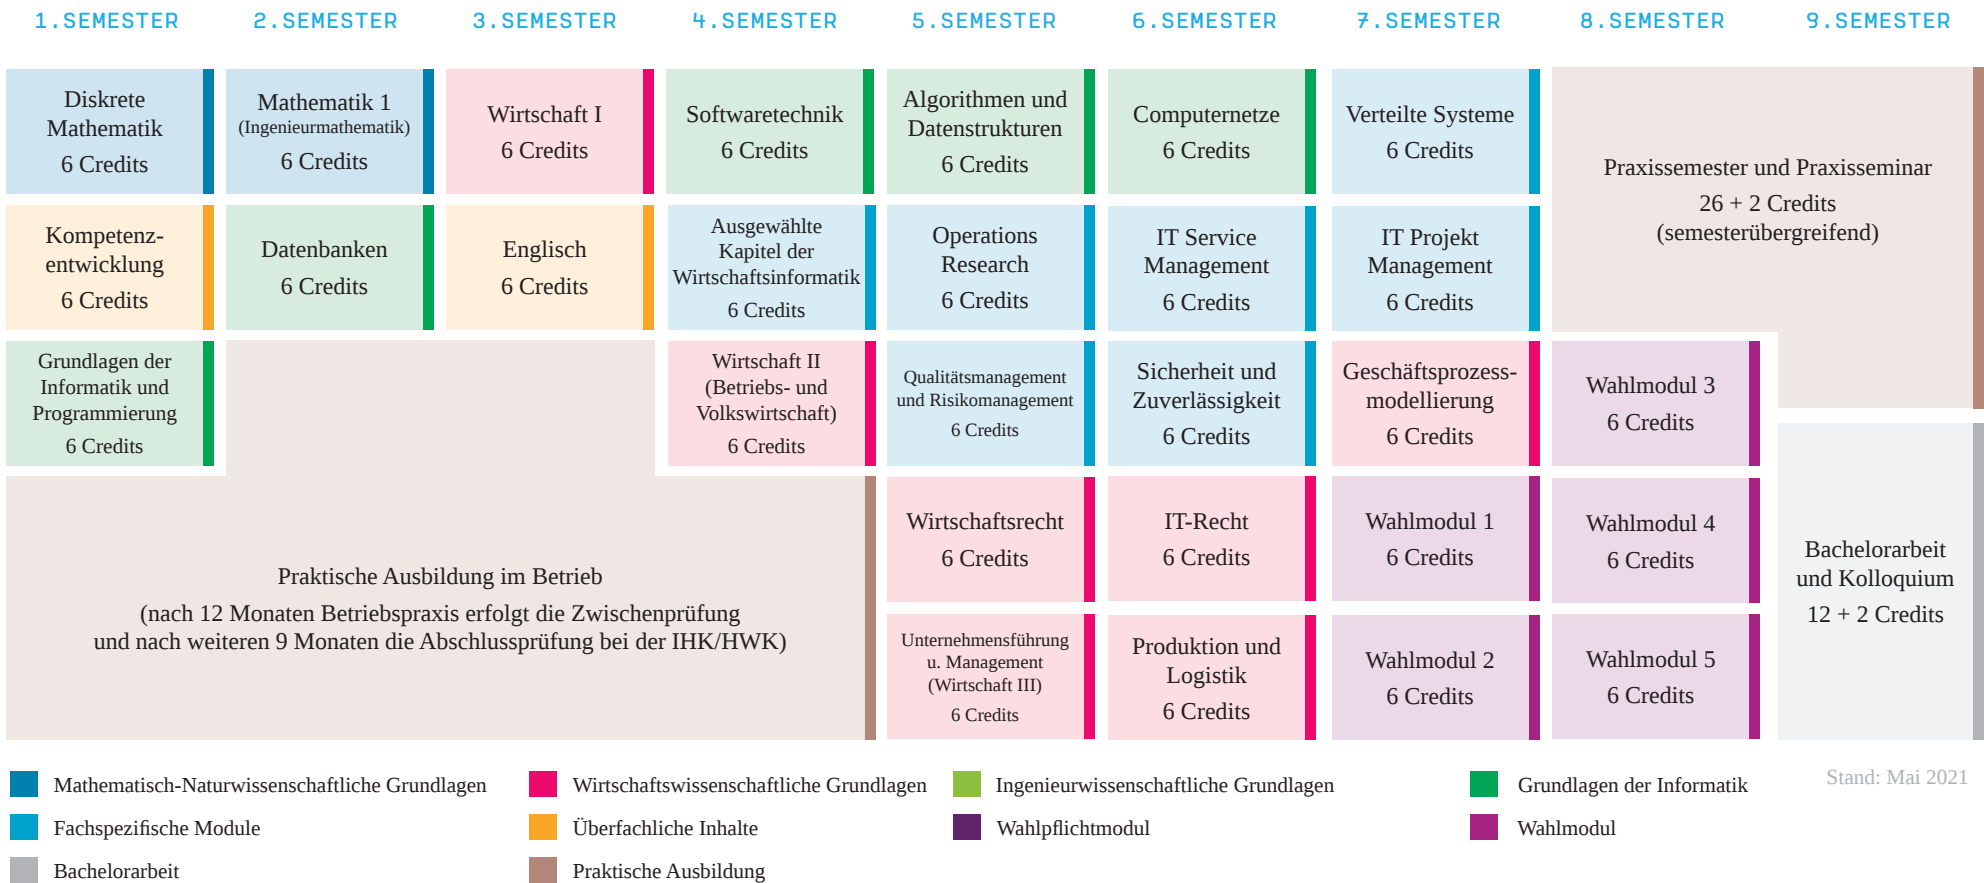 1.SEMESTER
2.SEMESTER
3.SEMESTER
4.SEMESTER
5.SEMESTER
6.SEMESTER
7.SEMESTER
8.SEMESTER
9.SEMESTER
Diskrete
Mathematik
6 Credits
Mathematik 1
(Ingenieurmathematik)
6 Credits
Wirtschaft I
6 Credits
Softwaretechnik
6 Credits
Algorithmen und
Datenstrukturen
6 Credits
Computernetze
6 Credits
Verteilte Systeme
6 Credits
Praxissemester und Praxisseminar
26 + 2 Credits
(semesterübergreifend)
Kompetenz-
entwicklung
6 Credits
Datenbanken
6 Credits
Englisch
6 Credits
Ausgewählte
Kapitel der
Wirtschaftsinformatik
6 Credits
Operations
Research
6 Credits
IT Service
Management
6 Credits
IT Projekt
Management
6 Credits
Grundlagen der
Informatik und
Programmierung
6 Credits
Wirtschaft II
(Betriebs- und
Volkswirtschaft)
6 Credits
Qualitätsmanagement
und Risikomanagement
6 Credits
Sicherheit und
Zuverlässigkeit
6 Credits
Geschäftsprozess-
modellierung
6 Credits
Wahlmodul 3
6 Credits
Praktische Ausbildung im Betrieb
(nach 12 Monaten Betriebspraxis erfolgt die Zwischenprüfung
und nach weiteren 9 Monaten die Abschlussprüfung bei der IHK/HWK)
Wirtschaftsrecht
6 Credits
IT-Recht
6 Credits
Wahlmodul 1
6 Credits
Wahlmodul 4
6 Credits
Bachelorarbeit
und Kolloquium
12 + 2 Credits
Unternehmensführung
u. Management
(Wirtschaft III)
6 Credits
Produktion und
Logistik
6 Credits
Wahlmodul 2
6 Credits
Wahlmodul 5
6 Credits
Mathematisch-Naturwissenschaftliche Grundlagen
Wirtschaftswissenschaftliche Grundlagen
Ingenieurwissenschaftliche Grundlagen
Grundlagen der Informatik
Stand: Mai 2021
Fachspezifische Module
Überfachliche Inhalte
Wahlpflichtmodul
Wahlmodul
Bachelorarbeit
Praktische Ausbildung